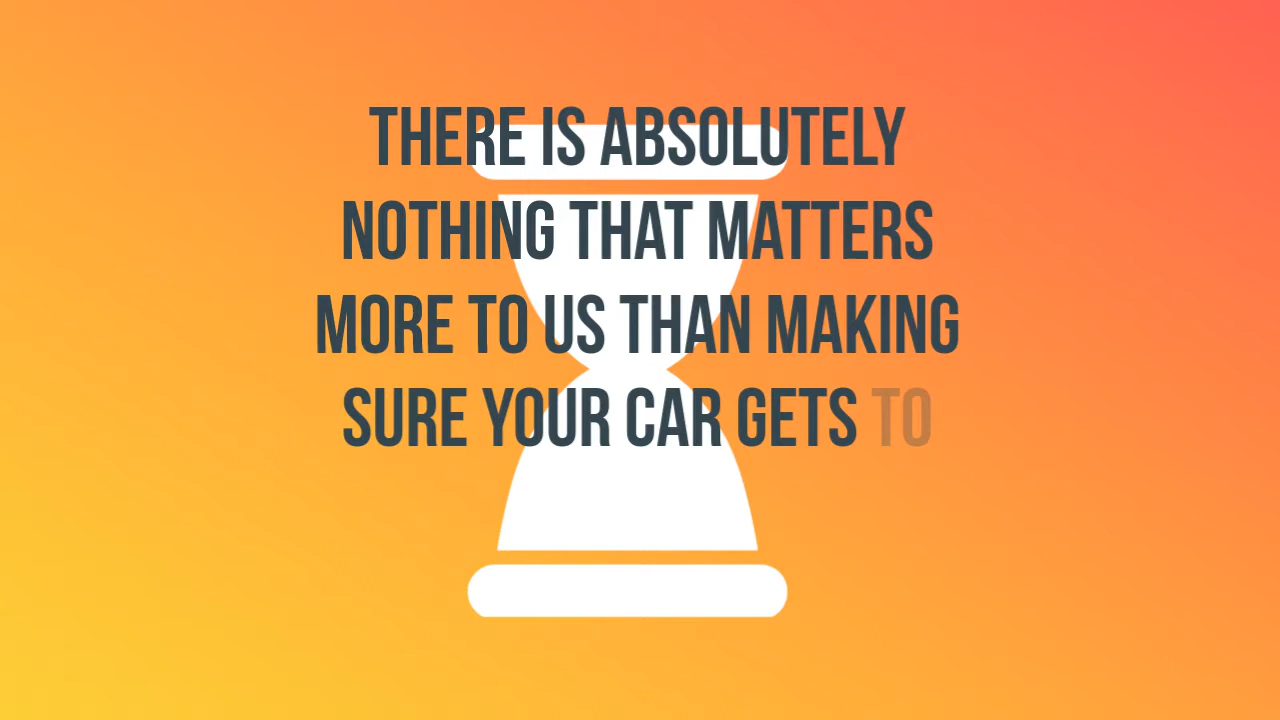 THERE IS ABSOLUTELY
NOTHING THAT MATTERS
MORE TO US THAN MAKING
SURE YOUR CAR GETS TO